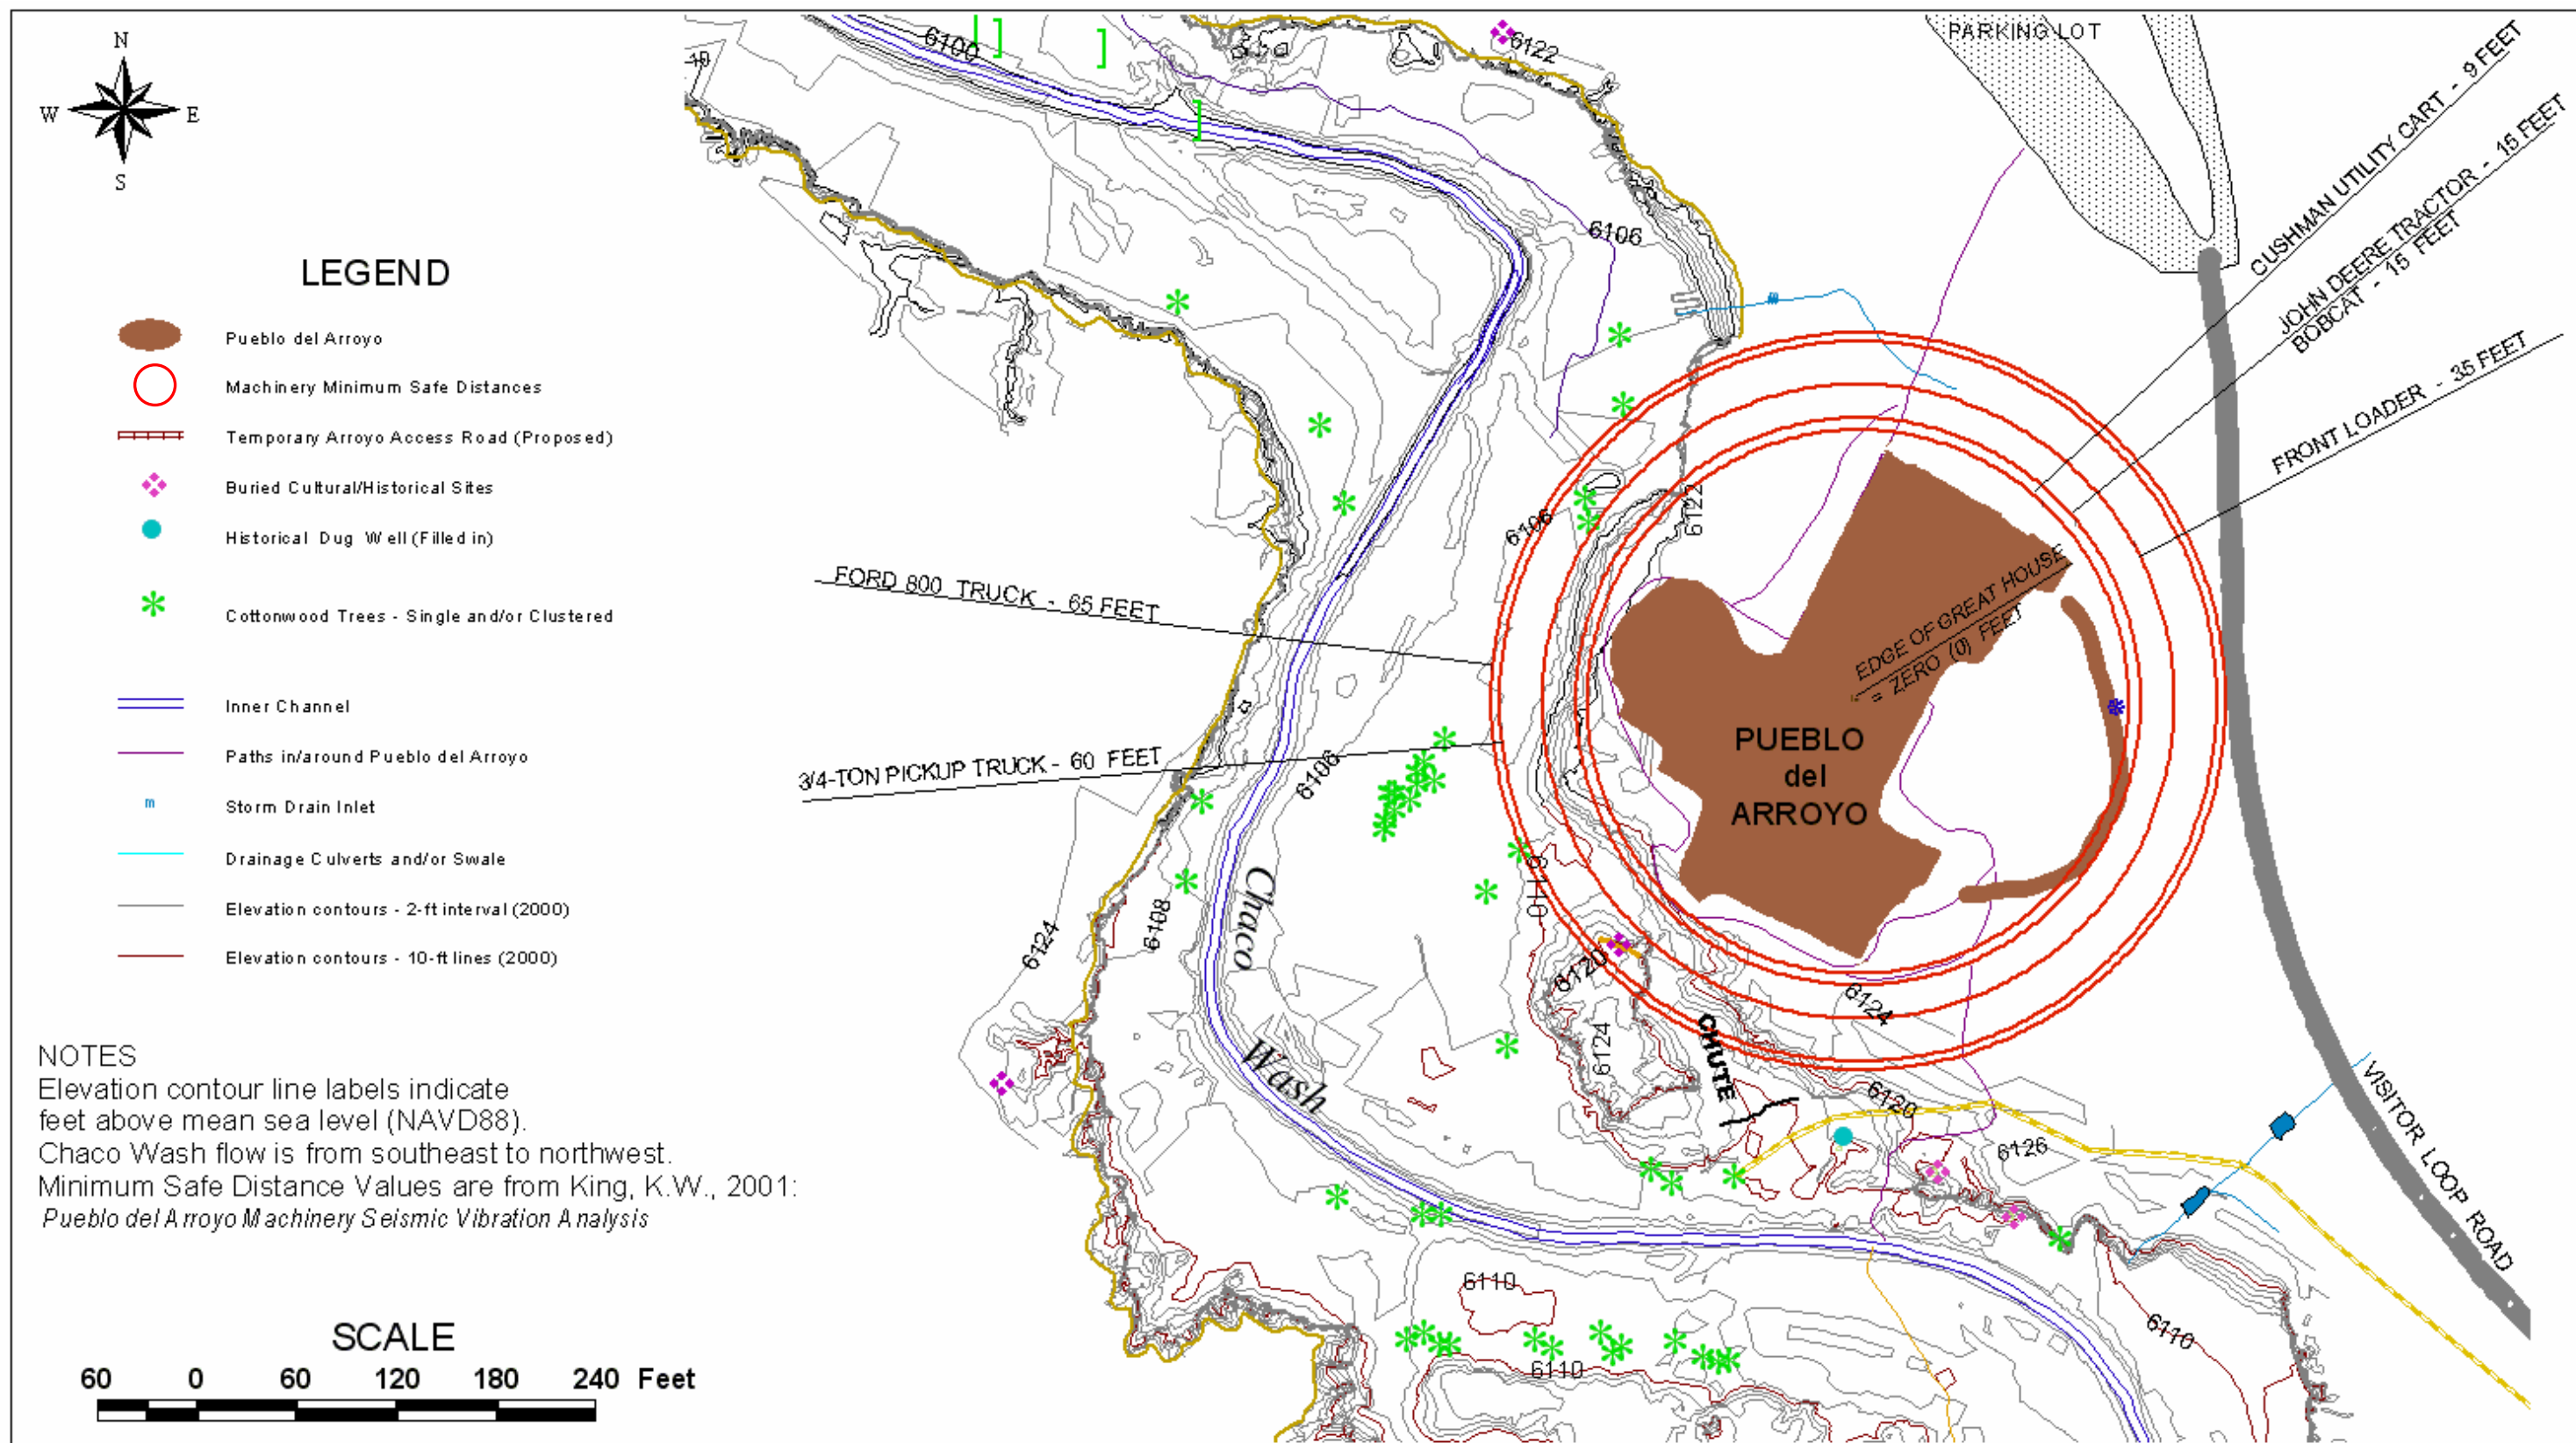 N
W
E
S
LEGEND
Pueblo del Arroyo
Machinery Minimum Safe Distances
Temporary Arroyo Access Road (Proposed)
Buried Cultural/Historical Sites
Historical Dug Well (Filled in)
Cottonwood Trees - Single and/or Clustered
Inner Channel
Paths in/around Pueblo del Arroyo
m
Storm Drain Inlet
Drainage Culverts and/or Swale
Elevation contours - 2-ft interval (2000)
Elevation contours - 10-ft lines (2000)
NOTES
Elevation contour line labels indicate
feet above mean sea level (NAVD88).
Chaco Wash flow is from southeast to northwest.
Minimum Safe Distance Values are from King, K.W., 2001:
Pueblo del Arroyo Machinery Seismic Vibration Analysis
SCALE
60 0 60 120 180 240 Feet
6100
6122
PARKING LOT
CUSHMAN UTILITY CART - 9 FEET
JOHN DEERE TRACTOR - 15 FEET
BOBCAT - 15 FEET
FRONT LOADER - 35 FEET
6106
6122
6106
FORD 800 TRUCK - 65 FEET
3/4-TON PICKUP TRUCK - 60 FEET
EDGE OF GREAT HOUSE
= ZERO (0) FEET
PUEBLO
del
ARROYO
6106
6110
Chaco
Wash
6108
6124
6120
6124
6124
CHUTE
6120
6126
VISITOR LOOP ROAD
6110
6110
6110